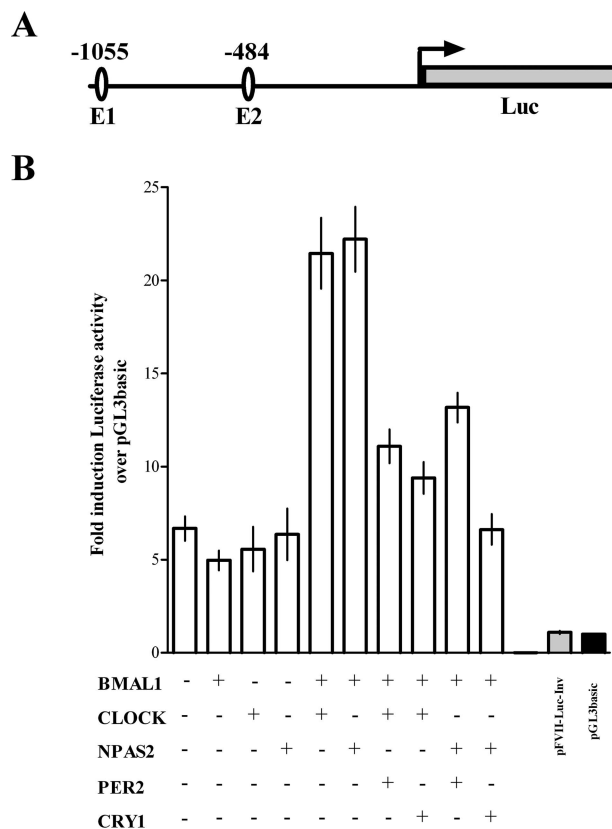 A
-1055 -484
E1 E2 Luc
B
Fold induction Luciferase activity
over pGL3basic
25
20
15
10
5
0
BMAL1 - + - - + + + + + +
CLOCK - - + - + - + + - -
NPAS2 - - - + - + - - + +
PER2 - - - - - - + - + -
CRY1 - - - - - - - + - +
pFVII-Luc-Inv
pGL3basic